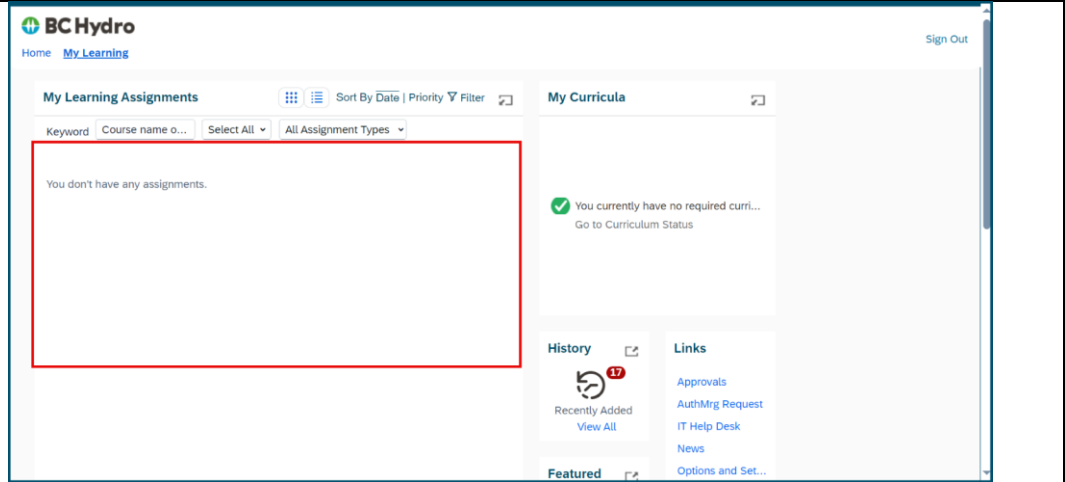 BC Hydro
Sign Out
Home My Learning
My Learning Assignments
Sort By Date | Priority Filter
Keyword Course name o... Select All All Assignment Types
You don't have any assignments.
My Curricula
You currently have no required curri...
Go to Curriculum Status
History
17
Recently Added
View All
Links
Approvals
AuthMrg Request
IT Help Desk
News
Options and Set...
Featured